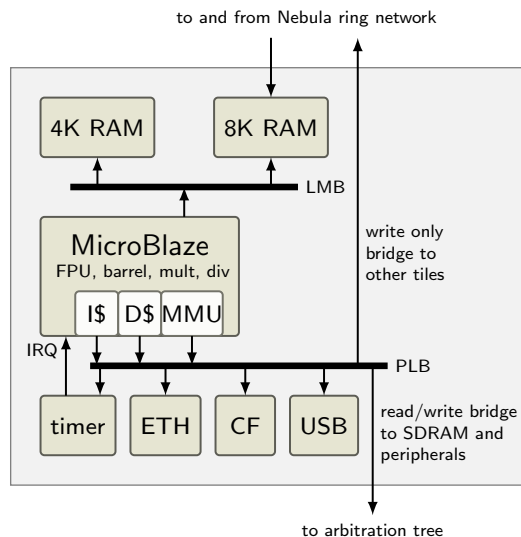 to and from Nebula ring network
4K RAM
8K RAM
LMB
MicroBlaze
FPU, barrel, mult, div
write only
bridge to
other tiles
I$
D$
MMU
IRQ
PLB
timer
ETH
CF
USB
read/write bridge
to SDRAM and
peripherals
to arbitration tree